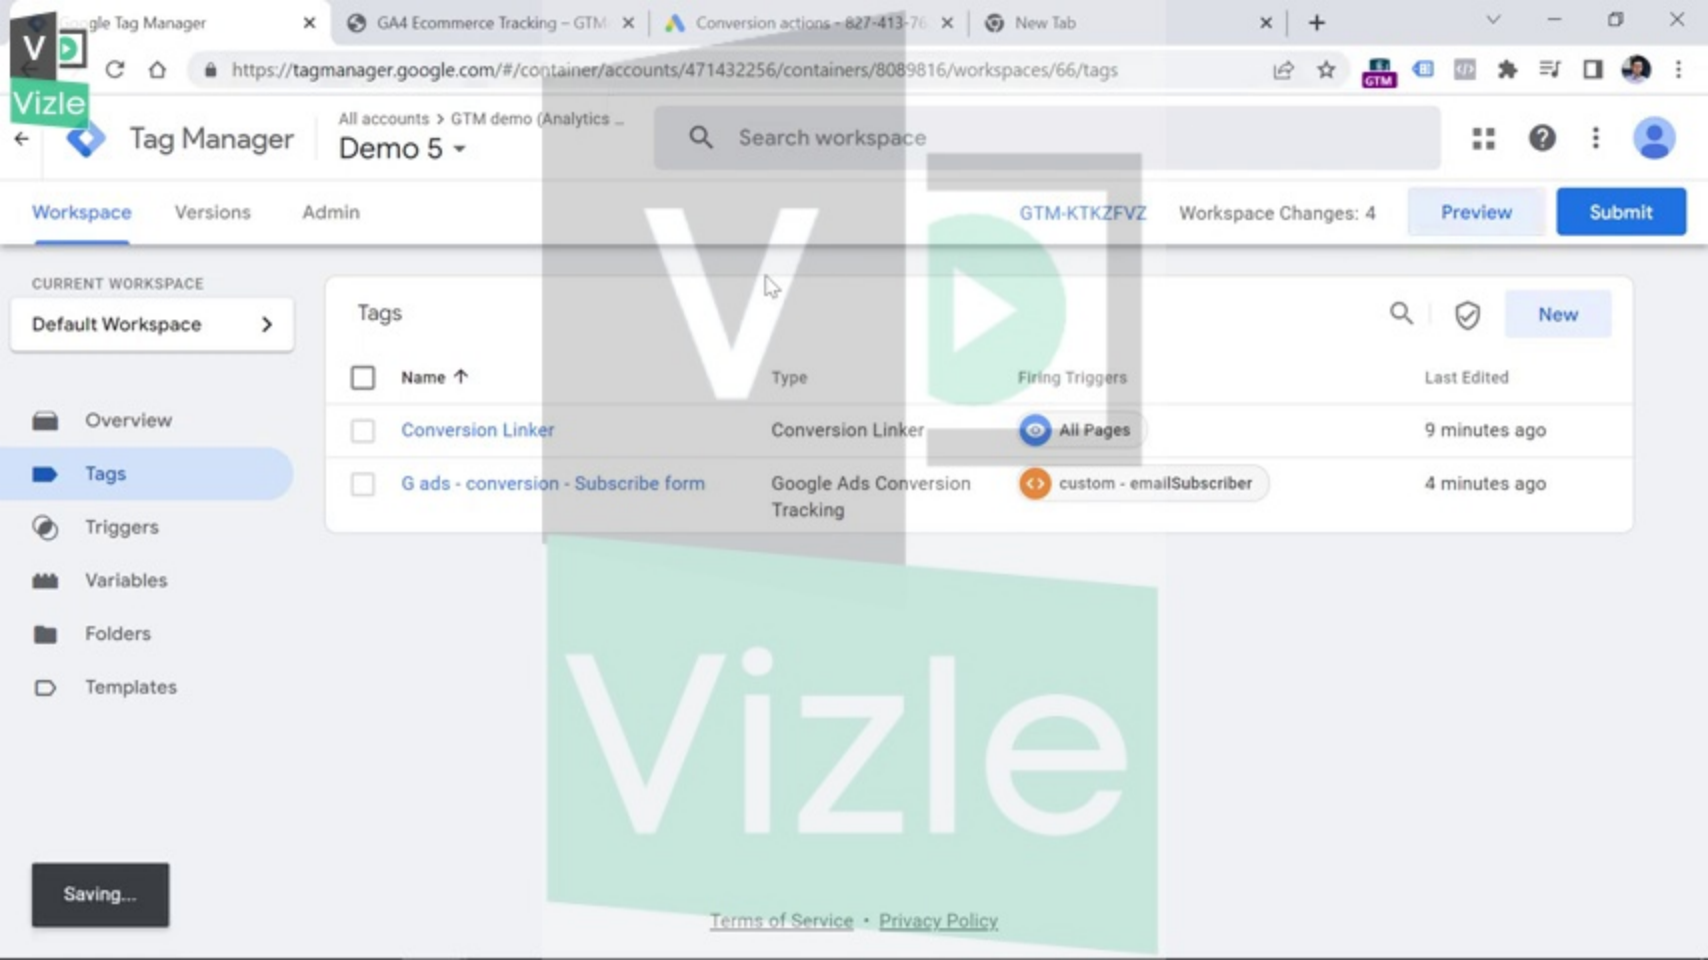 Google Tag Manager
GA4 Ecommerce Tracking – GTM
Conversion actions - 827-413-76
New Tab
https://tagmanager.google.com/#/container/accounts/471432256/containers/8089816/workspaces/66/tags
GTM
V
Vizle
Tag Manager
All accounts > GTM demo (Analytics ...
Demo 5
Search workspace
Workspace
Versions
Admin
GTM-KTKZFVZ
Workspace Changes: 4
Preview
Submit
CURRENT WORKSPACE
Default Workspace
Overview
Tags
Triggers
Variables
Folders
Templates
Tags
New
Name
Type
Firing Triggers
Last Edited
Conversion Linker
Conversion Linker
All Pages
9 minutes ago
G ads - conversion - Subscribe form
Google Ads Conversion
Tracking
custom - emailSubscriber
4 minutes ago
V
Vizle
Saving...
Terms of Service • Privacy Policy